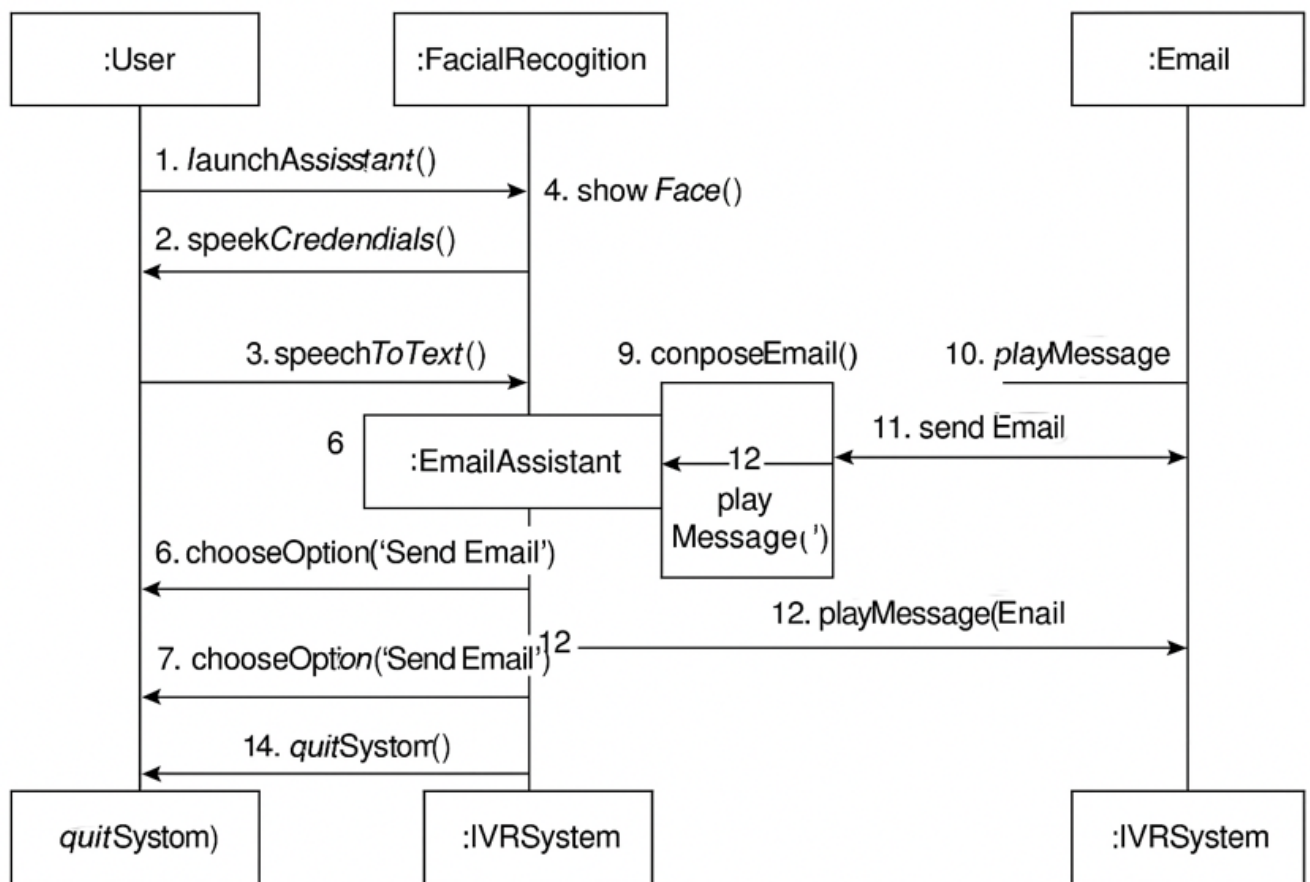 :User
:FacialRecogition
:Email
1. launchAssisstant()
4. show Face()
2. speekCredendials()
3. speechToText()
9. conposeEmail()
10. playMessage
11. send Email
6
:EmailAssistant
12
play
Message(’)
6. chooseOption(‘Send Email’)
12. playMessage(Enail
7. chooseOption(‘Send Email’)
12
14. quitSystom()
quitSystom)
:IVRSystem
:IVRSystem